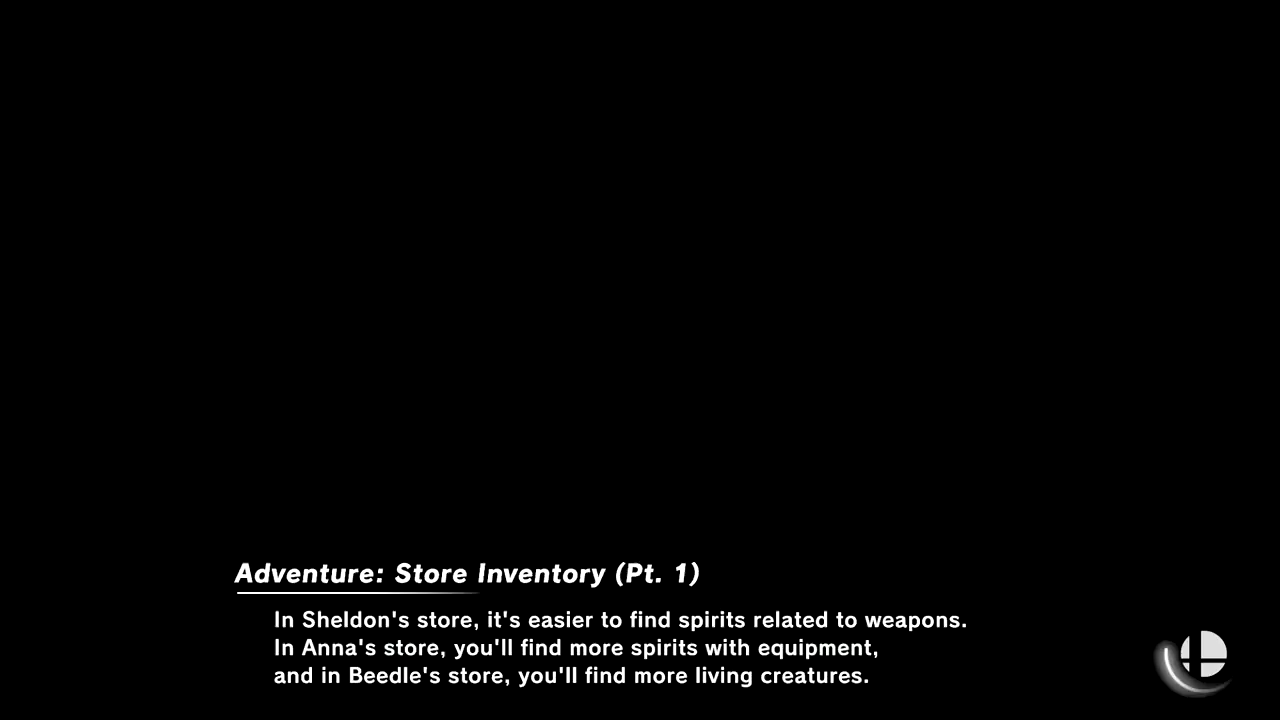 Adventure: Store Inventory (Pt. 1)
In Sheldon's store, it's easier to find spirits related to weapons.
In Anna's store, you'll find more spirits with equipment,
and in Beedle's store, you'll find more living creatures.